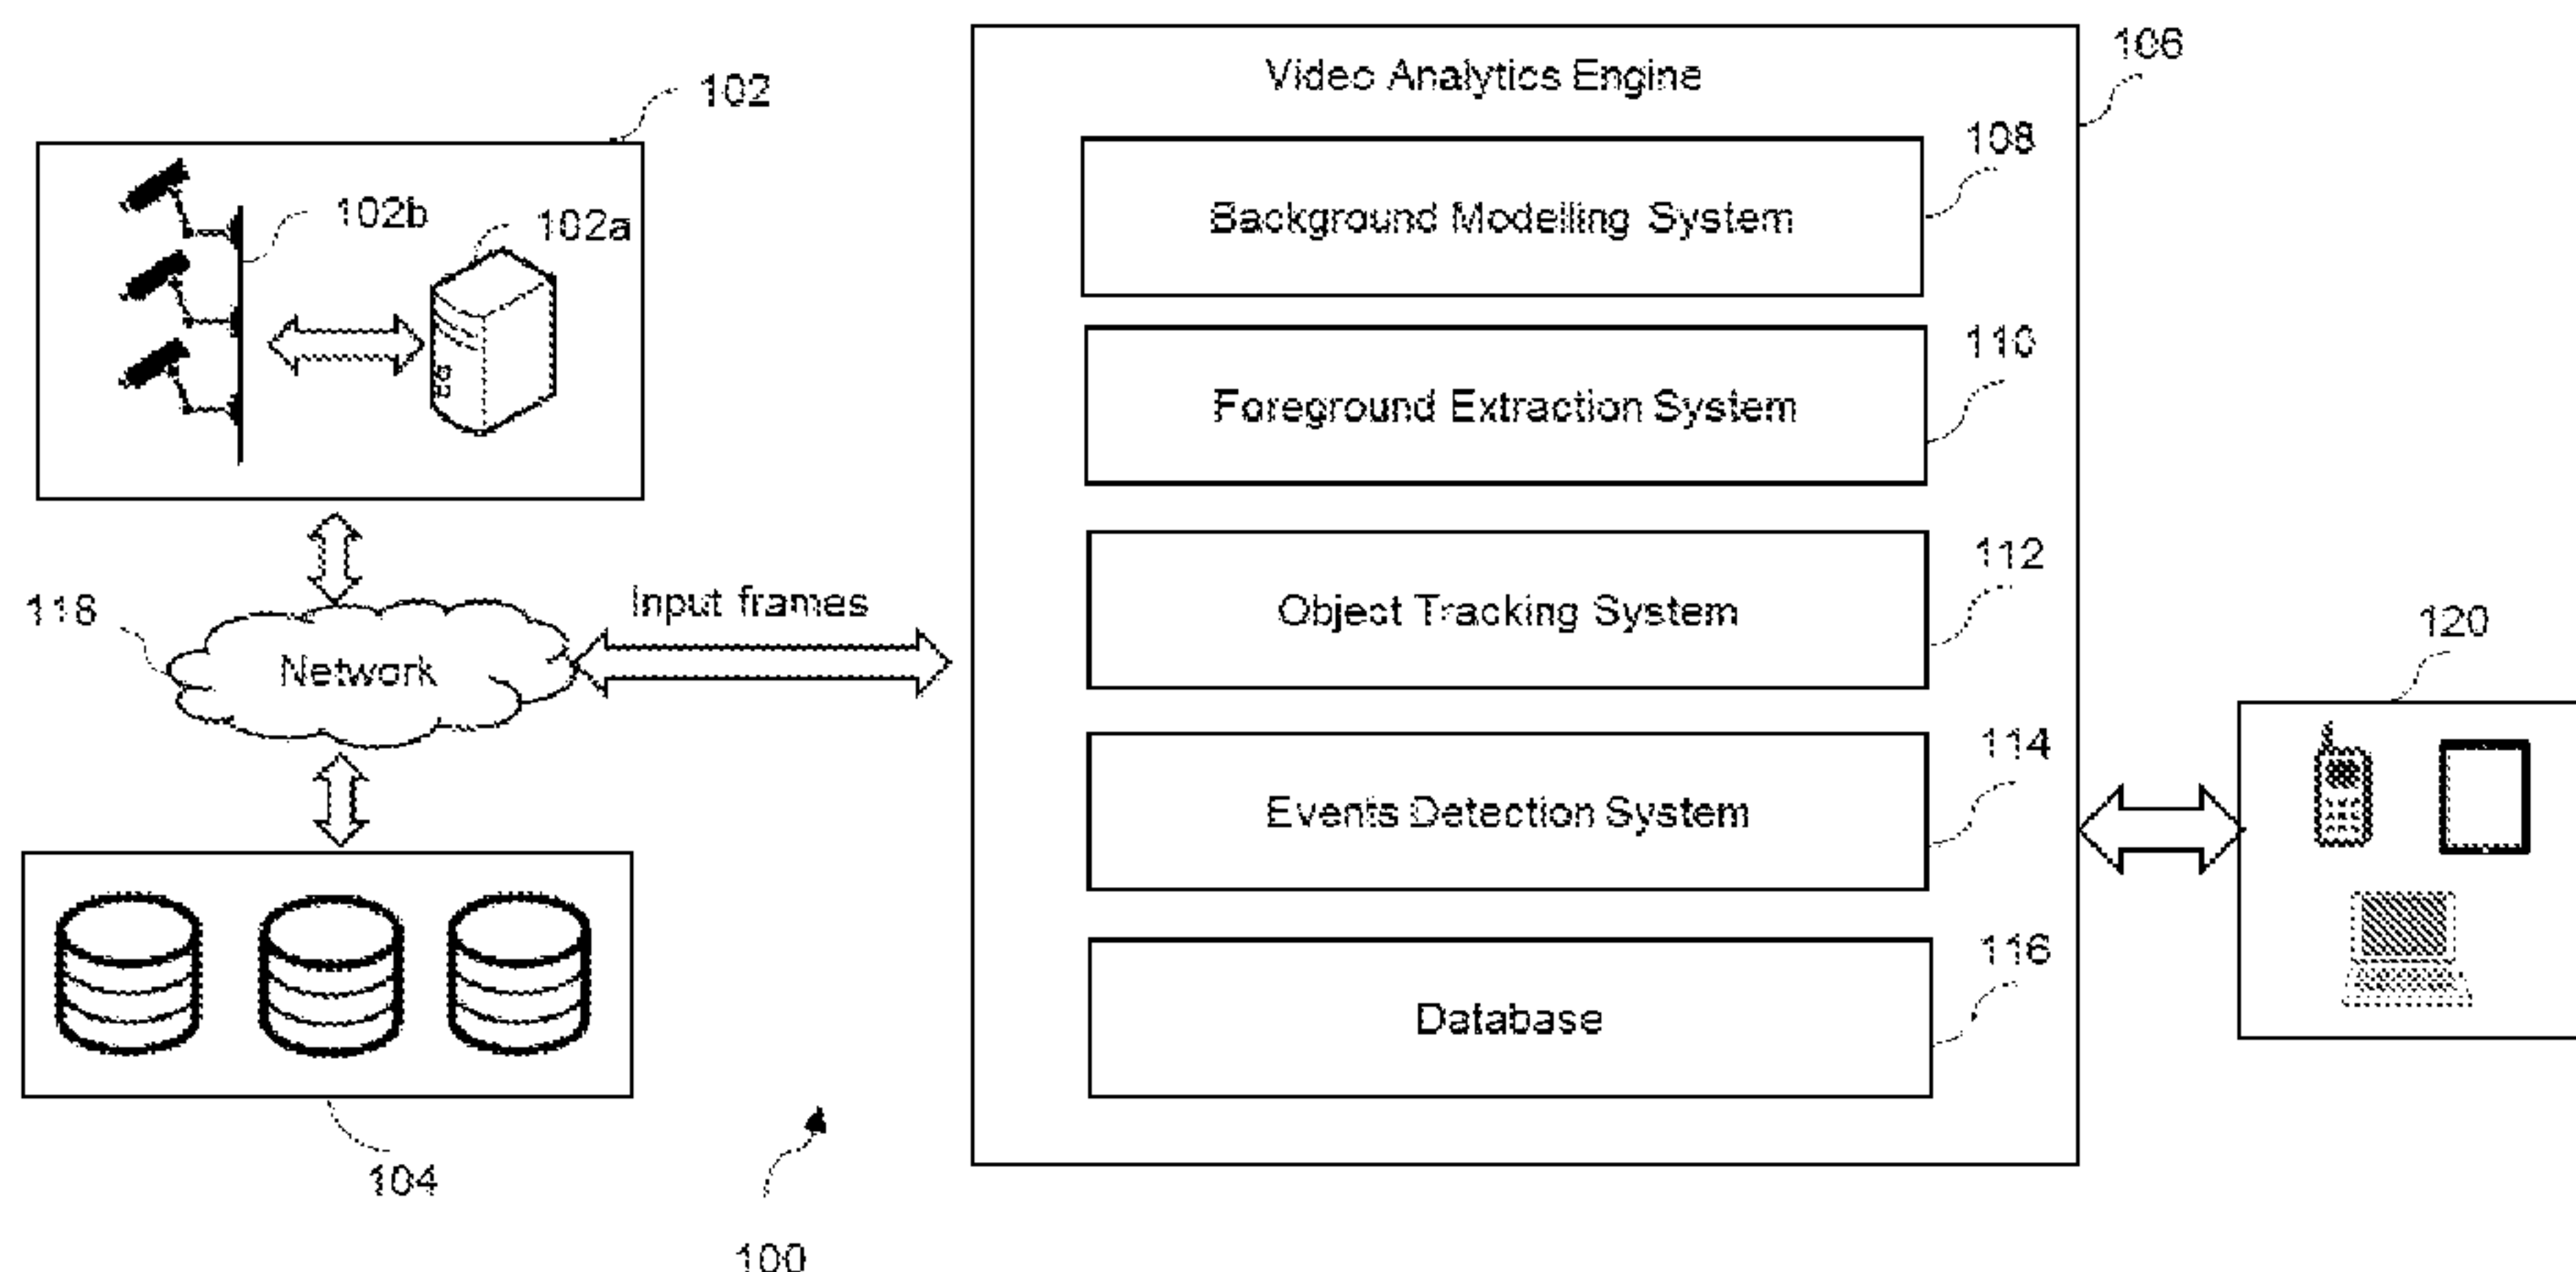 106
Video Analytics Engine
102
108
102b
102a
Background Modelling System
110
Foreground Extraction System
112
118
Input frames
Object Tracking System
Network
120
114
Events Detection System
116
Database
104
100